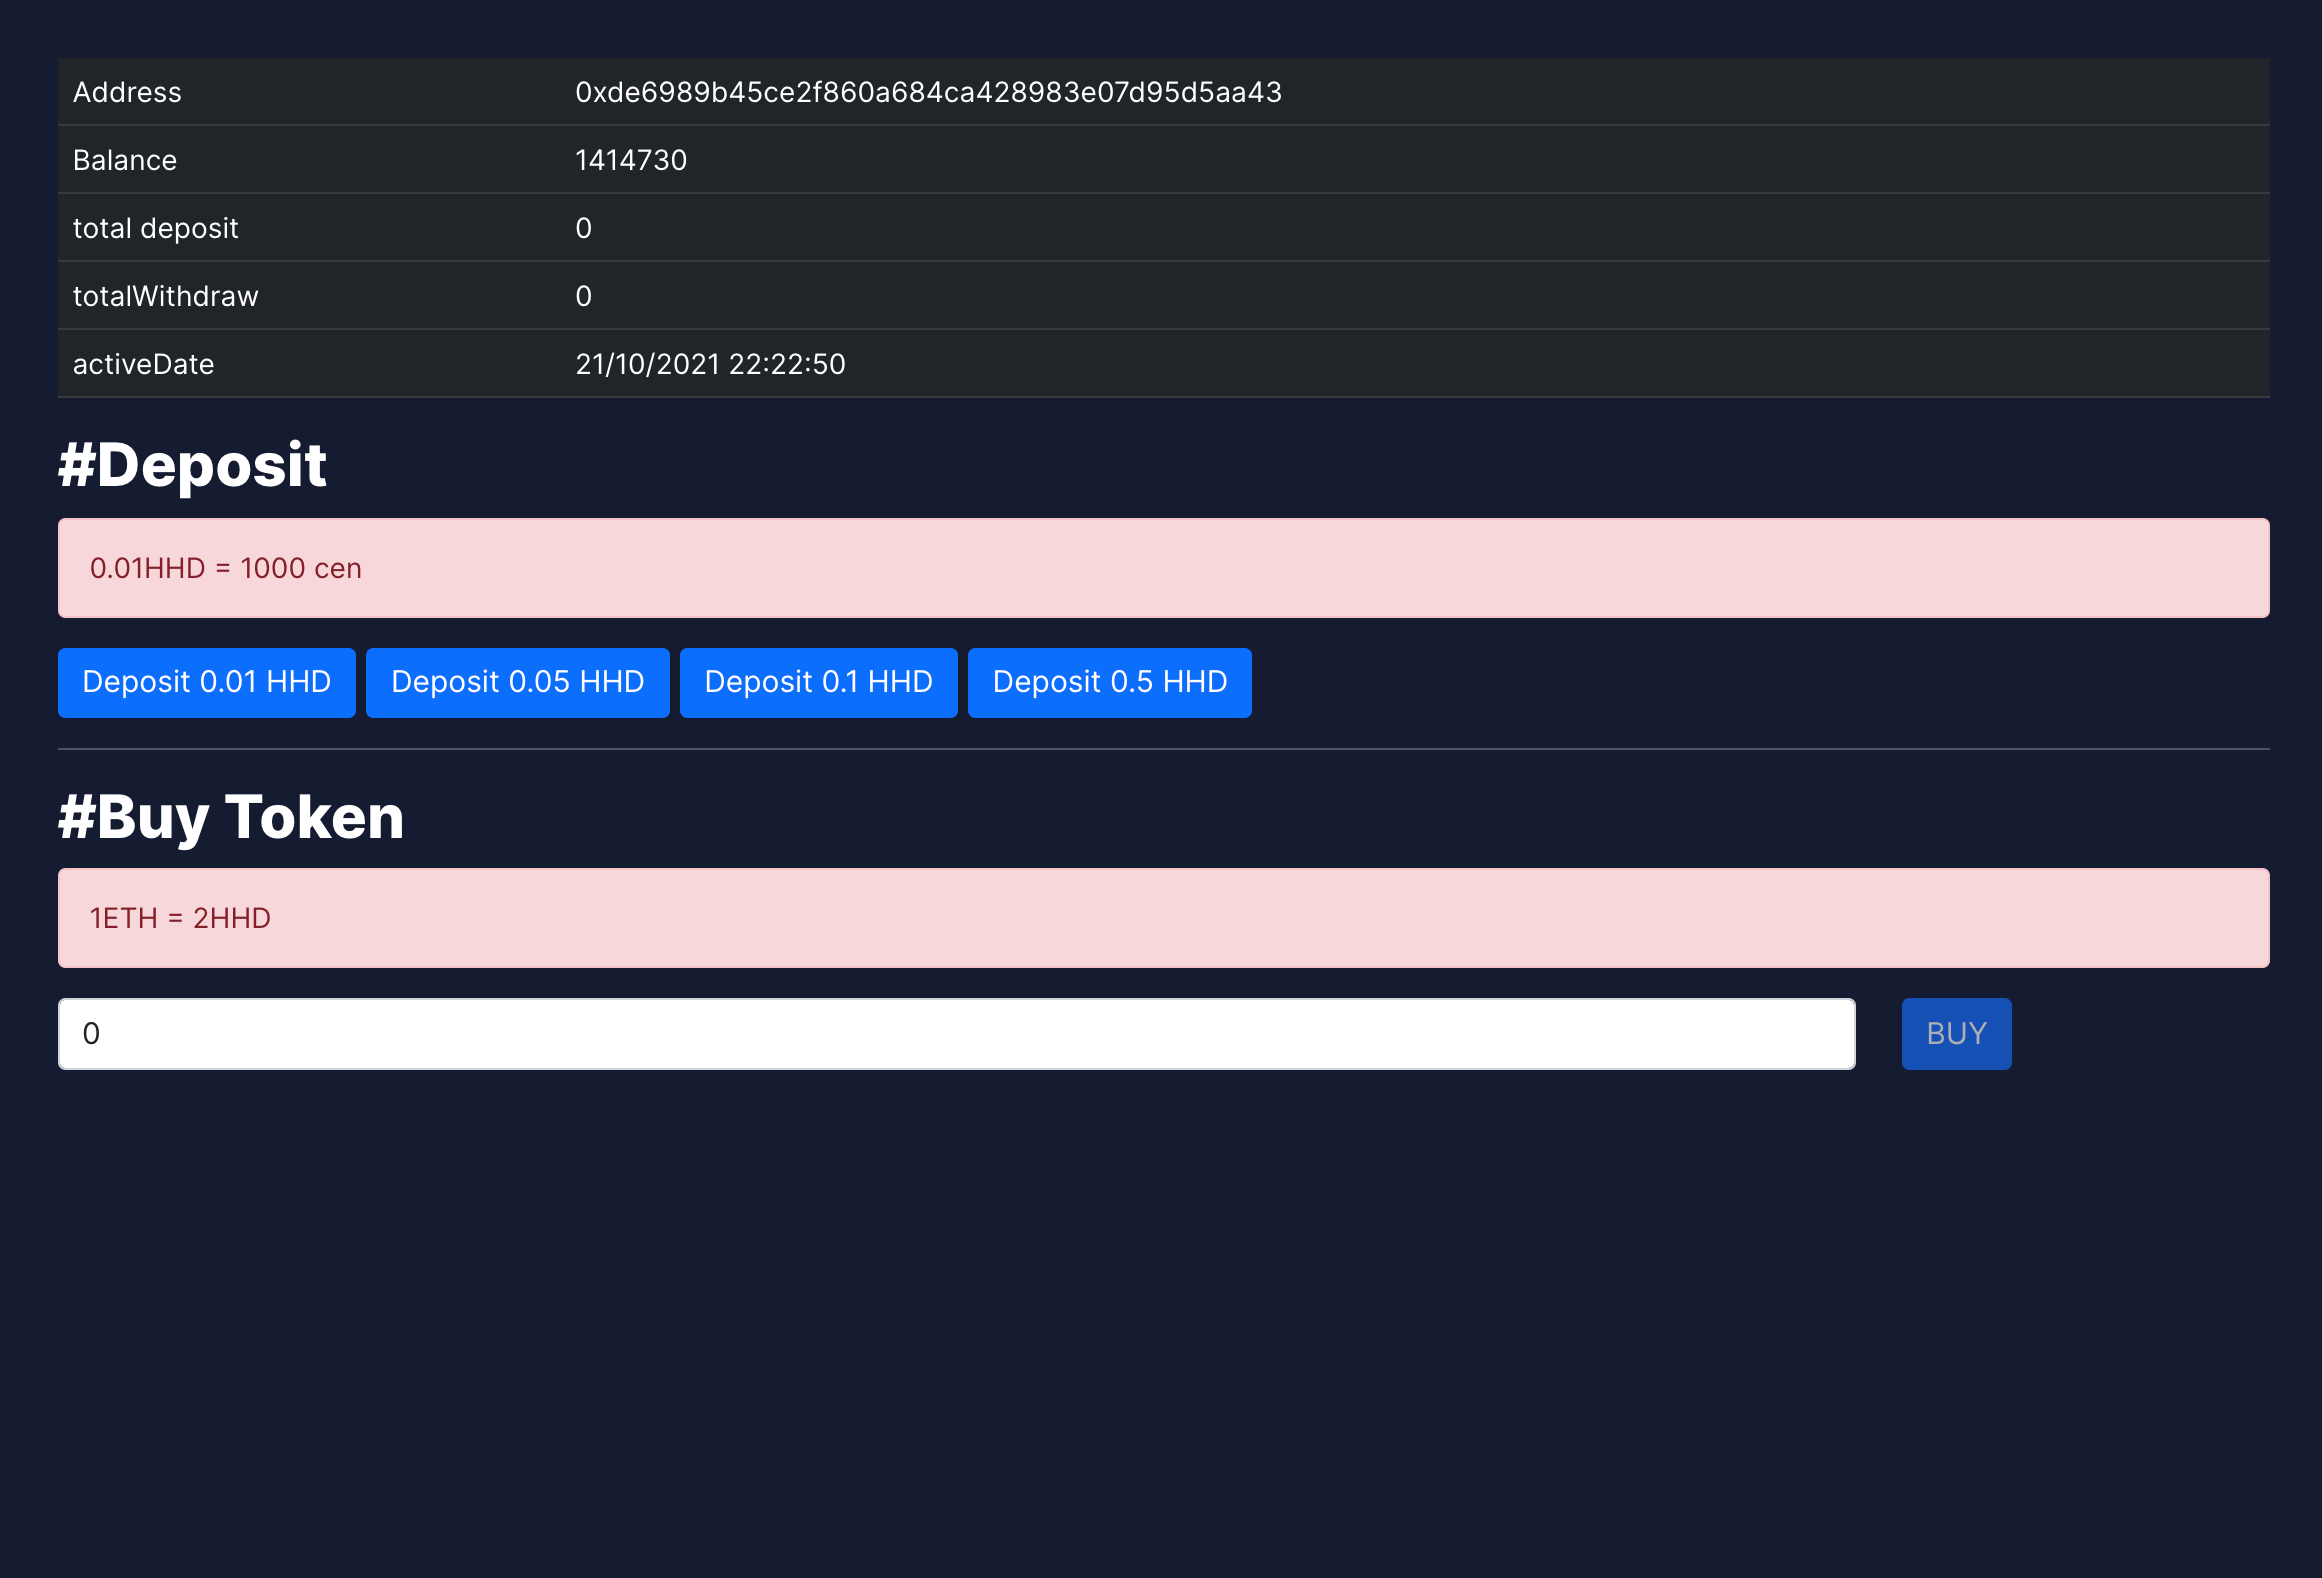 Address 0xde6989b45ce2f860a684ca428983e07d95d5aa43
Balance 1414730
total deposit 0
totalWithdraw 0
activeDate 21/10/2021 22:22:50
#Deposit
0.01HHD = 1000 cen
Deposit 0.01 HHD Deposit 0.05 HHD Deposit 0.1 HHD Deposit 0.5 HHD
#Buy Token
1ETH = 2HHD
0 BUY